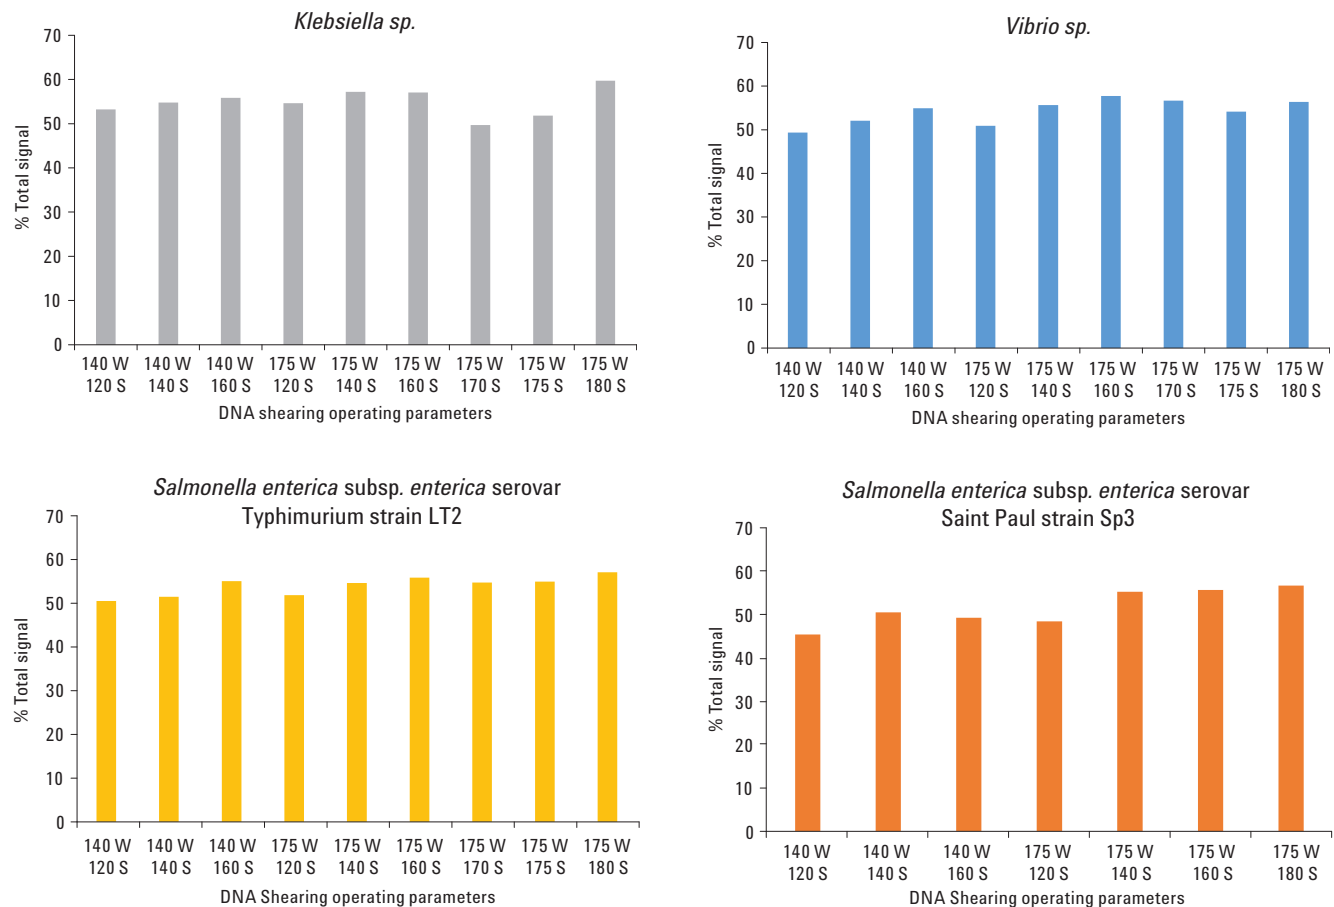 Klebsiella sp.
70
60
50
40
30
20
10
0
% Total signal
140 W 140 W 140 W 175 W 175 W 175 W 175 W 175 W 175 W
120 S 140 S 160 S 120 S 140 S 160 S 170 S 175 S 180 S
DNA shearing operating parameters
Vibrio sp.
70
60
50
40
30
20
10
0
% Total signal
140 W 140 W 140 W 175 W 175 W 175 W 175 W 175 W 175 W
120 S 140 S 160 S 120 S 140 S 160 S 170 S 175 S 180 S
DNA shearing operating parameters
Salmonella enterica subsp. enterica serovar
Typhimurium strain LT2
70
60
50
40
30
20
10
0
% Total signal
140 W 140 W 140 W 175 W 175 W 175 W 175 W 175 W 175 W
120 S 140 S 160 S 120 S 140 S 160 S 170 S 175 S 180 S
DNA Shearing operating parameters
Salmonella enterica subsp. enterica serovar
Saint Paul strain Sp3
70
60
50
40
30
20
10
0
% Total signal
140 W 140 W 140 W 175 W 175 W 175 W 175 W
120 S 140 S 160 S 120 S 140 S 160 S 180 S
DNA Shearing operating parameters